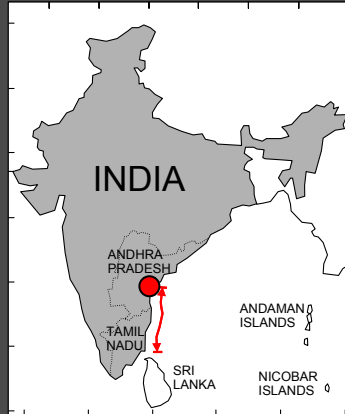 INDIA
ANDHRA
PRADESH
TAMIL
NADU
SRI
LANKA
ANDAMAN
ISLANDS
NICOBAR
ISLANDS